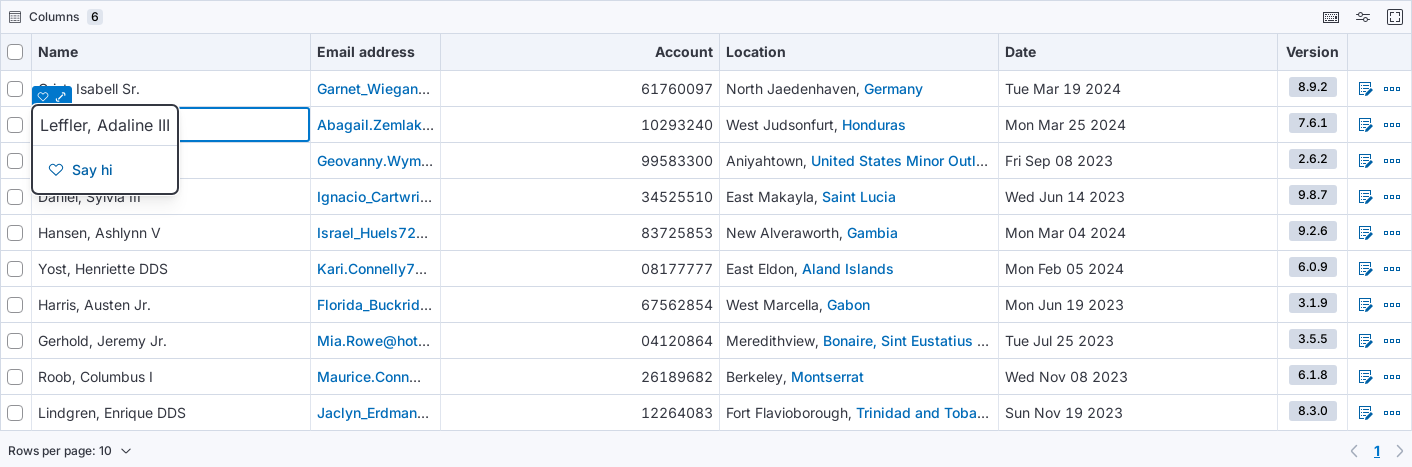 Columns 6
Name Email address Account Location Date Version
Isabell Sr. Garnet_Wiegan... 61760097 North Jaedenhaven, Germany Tue Mar 19 2024 8.9.2
Leffler, Adaline III Abagail.Zemlak... 10293240 West Judsonfurt, Honduras Mon Mar 25 2024 7.6.1
Geovanny.Wym... 99583300 Aniyahtown, United States Minor Outl... Fri Sep 08 2023 2.6.2
Say hi
Daniel, Sylvia III Ignacio_Cartwri... 34525510 East Makayla, Saint Lucia Wed Jun 14 2023 9.8.7
Hansen, Ashlynn V Israel_Huels72... 83725853 New Alveraworth, Gambia Mon Mar 04 2024 9.2.6
Yost, Henriette DDS Kari.Connelly7... 08177777 East Eldon, Aland Islands Mon Feb 05 2024 6.0.9
Harris, Austen Jr. Florida_Buckrid... 67562854 West Marcella, Gabon Mon Jun 19 2023 3.1.9
Gerhold, Jeremy Jr. Mia.Rowe@hot... 04120864 Meredithview, Bonaire, Sint Eustatius ... Tue Jul 25 2023 3.5.5
Roob, Columbus I Maurice.Conn... 26189682 Berkeley, Montserrat Wed Nov 08 2023 6.1.8
Lindgren, Enrique DDS Jaclyn_Erdman... 12264083 Fort Flavioborough, Trinidad and Toba... Sun Nov 19 2023 8.3.0
Rows per page: 10 1